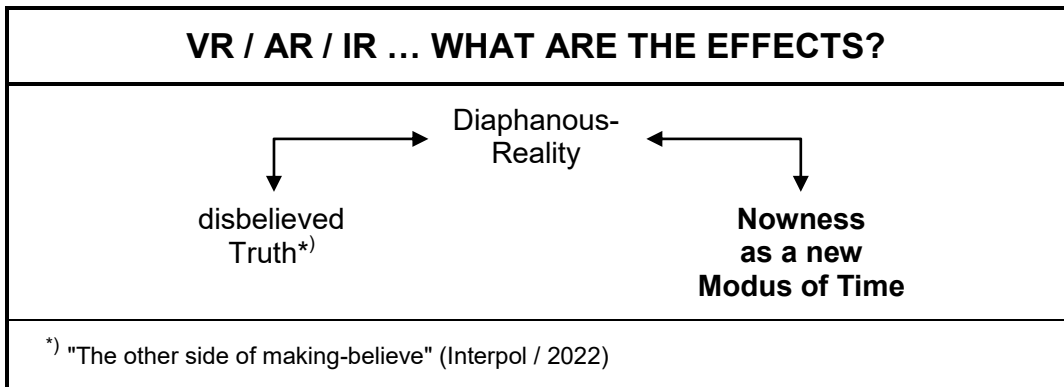 VR / AR / IR … WHAT ARE THE EFFECTS?
Diaphanous-
Reality
disbelieved
Truth*)
Nowness
as a new
Modus of Time
*) "The other side of making-believe" (Interpol / 2022)